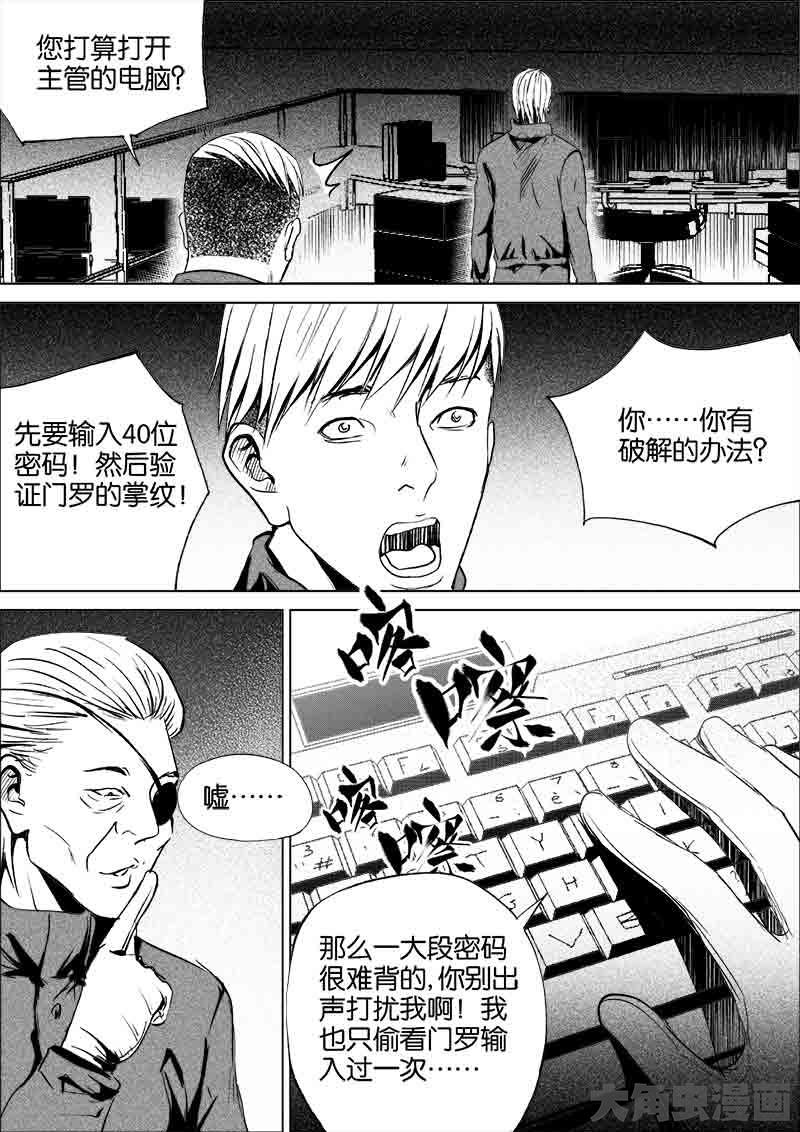 您打算打开
主管的电脑？
先要输入40位
密码！然后验
证门罗的掌纹！
你……你有
破解的办法？
嘘……
喀
嚓
喀
嚓
那么一大段密码
很难背的,你别出
声打扰我啊！我
也只偷看门罗输
入过一次……
大角虫漫画